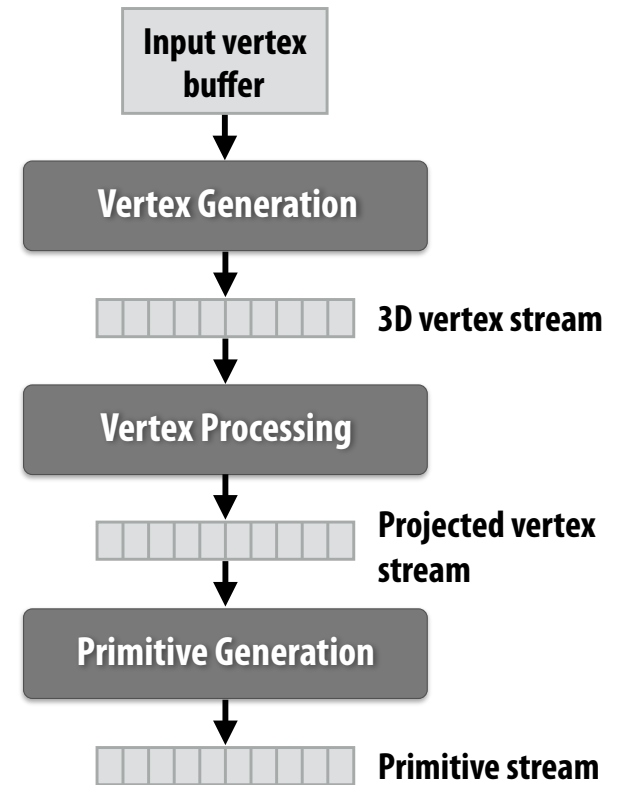 Input vertex
buffer
Vertex Generation
3D vertex stream
Vertex Processing
Projected vertex
stream
Primitive Generation
Primitive stream